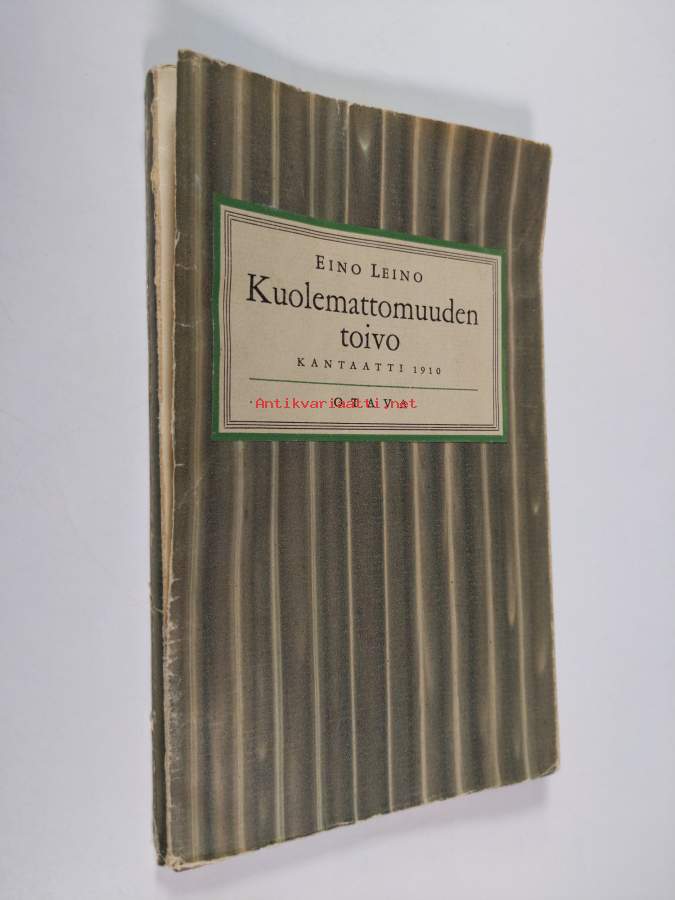 EINO LEINO
Kuolemattomuuden
toivo
KANTAATTI 1910
OTAVA
Antikvariaatti.net